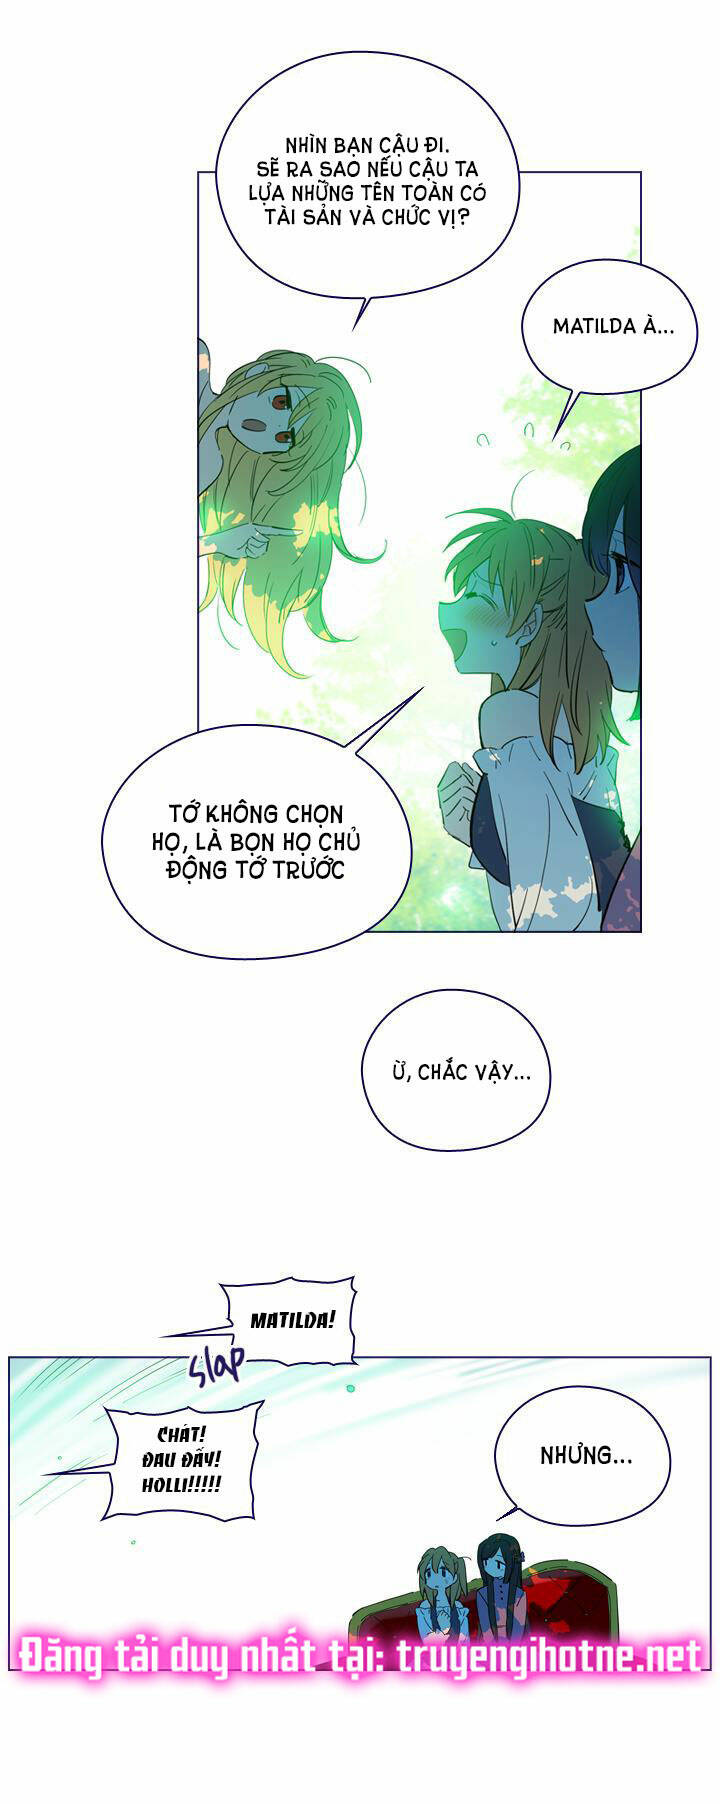 NHÌN BẠN CẬU ĐI.
SẼ RA SAO NẾU CẬU TA
LỰA NHỮNG TÊN TOÀN CÓ
TÀI SẢN VÀ CHỨC VỊ?
MATILDA À...
TỚ KHÔNG CHỌN
HỌ, LÀ BỌN HỌ CHỦ
ĐỘNG TỚ TRƯỚC
Ừ, CHẮC VẬY...
MATILDA!
slap
CHÁT!
ĐAU ĐẤY!
HOLLI!!!!!
NHƯNG...
Đăng tải duy nhất tại: truyengihotne.net